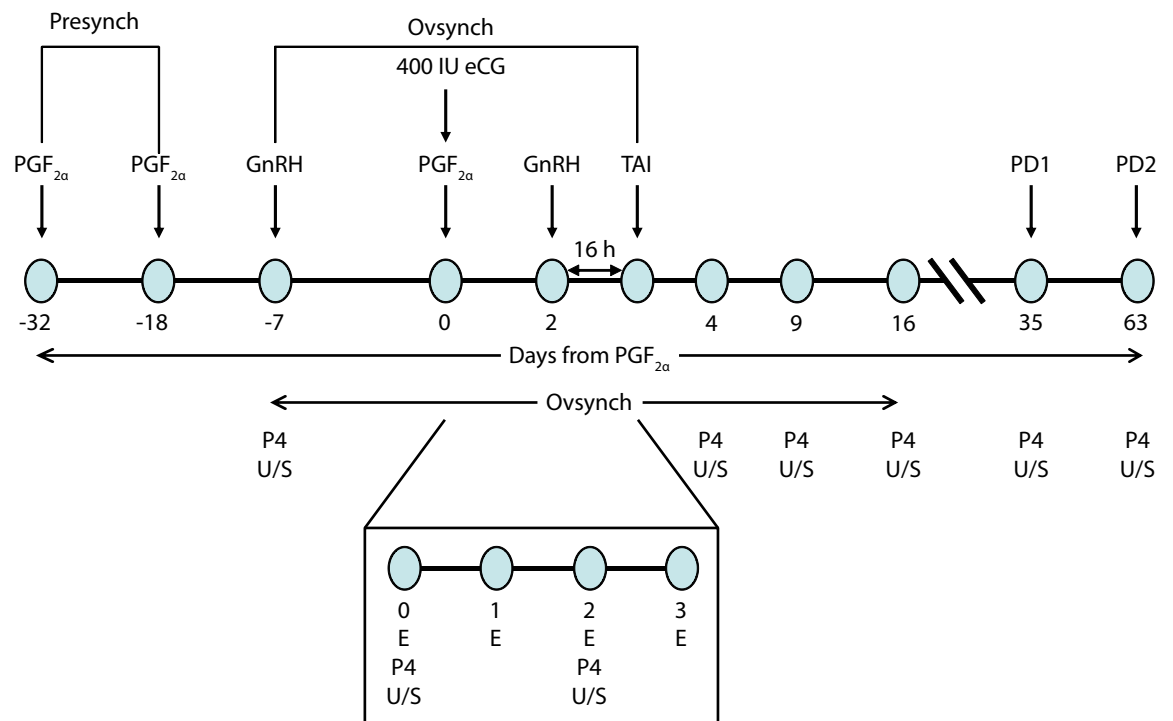 Presynch
Ovsynch
400 IU eCG
PGF2α PGF2α GnRH PGF2α GnRH TAI PD1 PD2
16 h
-32 -18 -7 0 2 4 9 16 35 63
Days from PGF2α
Ovsynch
P4 P4 P4 P4 P4 P4
U/S U/S U/S U/S U/S U/S
0 1 2 3
E E E E
P4 P4
U/S U/S